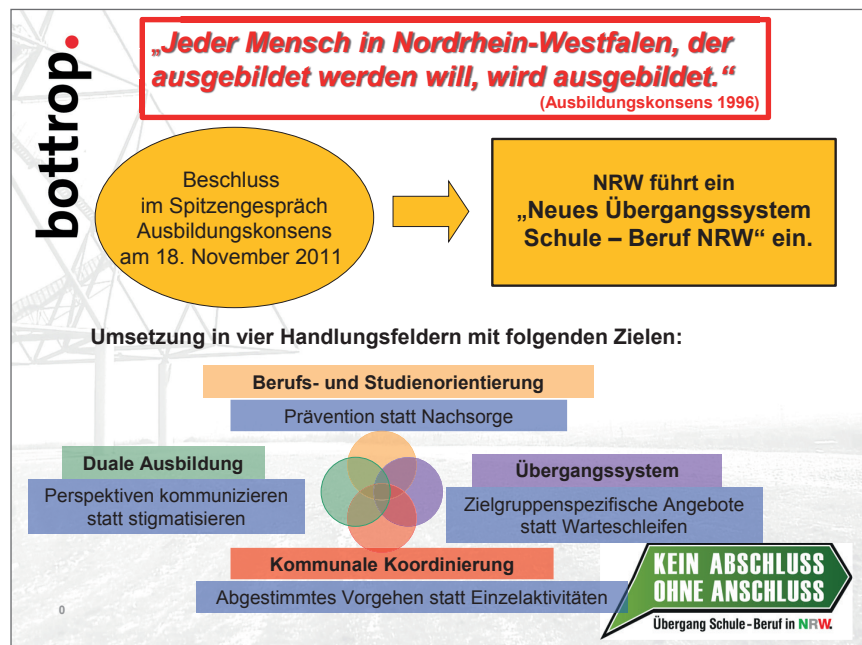 bottrop.
„Jeder Mensch in Nordrhein-Westfalen, der
ausgebildet werden will, wird ausgebildet.“
(Ausbildungskonsens 1996)
Beschluss
im Spitzengespräch
Ausbildungskonsens
am 18. November 2011
NRW führt ein
„Neues Übergangssystem
Schule – Beruf NRW“ ein.
Umsetzung in vier Handlungsfeldern mit folgenden Zielen:
Berufs- und Studienorientierung
Prävention statt Nachsorge
Duale Ausbildung
Perspektiven kommunizieren
statt stigmatisieren
Übergangssystem
Zielgruppenspezifische Angebote
statt Warteschleifen
Kommunale Koordinierung
Abgestimmtes Vorgehen statt Einzelaktivitäten
KEIN ABSCHLUSS
OHNE ANSCHLUSS
Übergang Schule – Beruf in NRW.
0